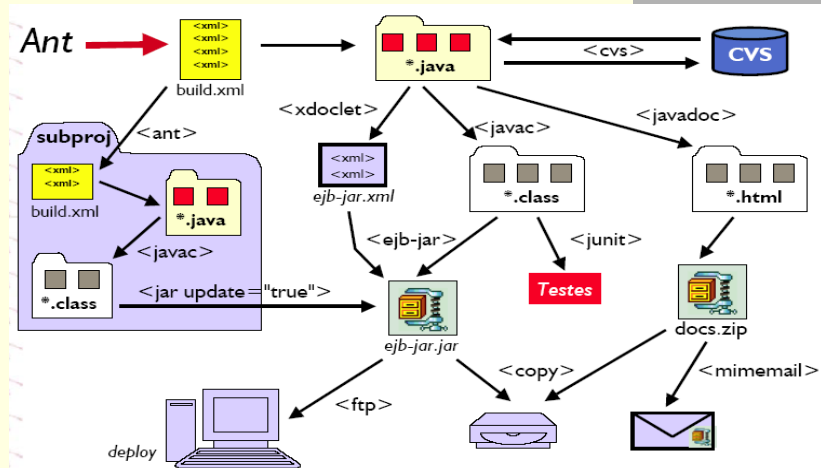 Ant
<xml>
<xml>
<xml>
<xml>
build.xml
*.java
<cvs>
CVS
<xdoclet>
<javac>
<javadoc>
<ant>
subproj
<xml>
<xml>
build.xml
*.java
<javac>
*.class
<jar update="true">
<xml>
<xml>
ejb-jar.xml
*.class
*.html
<ejb-jar>
<junit>
Testes
ejb-jar.jar
docs.zip
<copy>
<mimemail>
<ftp>
deploy